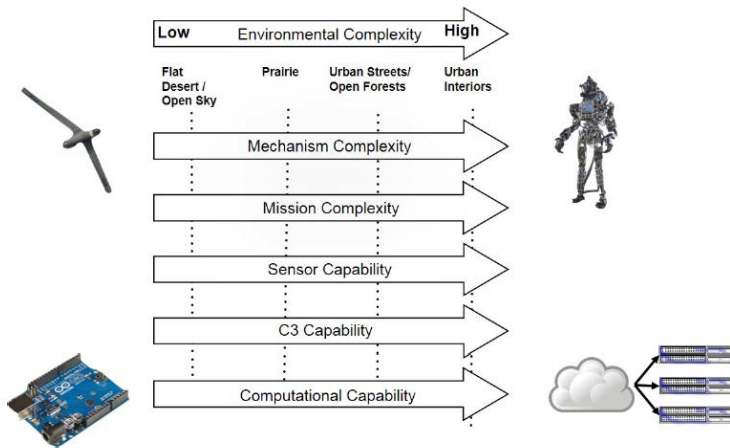 Low Environmental Complexity High
Flat
Desert /
Open Sky
Prairie
Urban Streets/
Open Forests
Urban
Interiors
Mechanism Complexity
Mission Complexity
Sensor Capability
C3 Capability
Computational Capability
ARDUINO